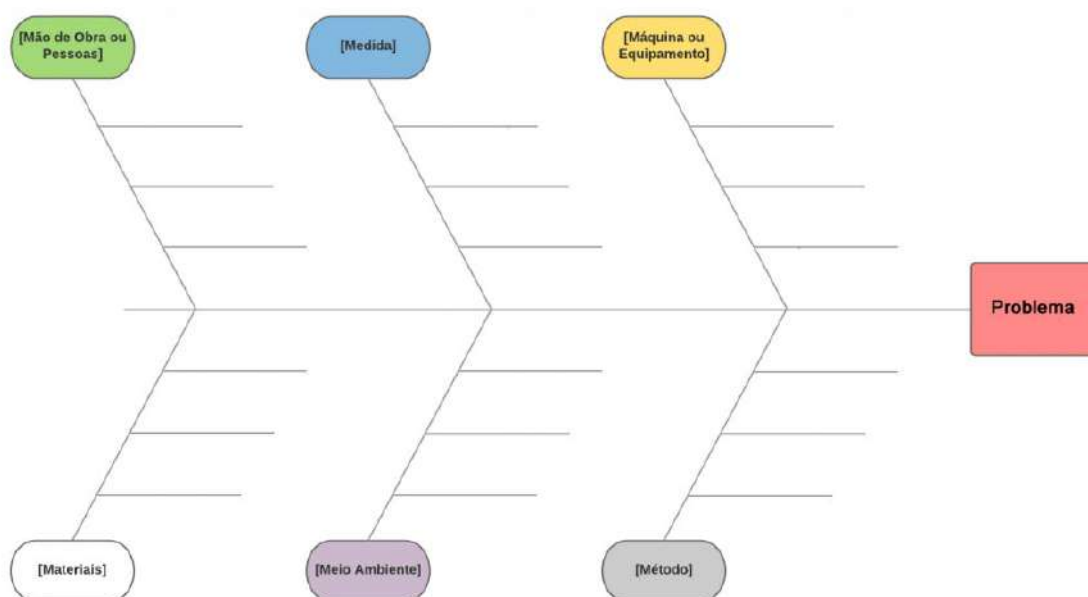 [Mão de Obra ou
Pessoas]
[Medida]
[Máquina ou
Equipamento]
Problema
[Materiais]
[Meio Ambiente]
[Método]